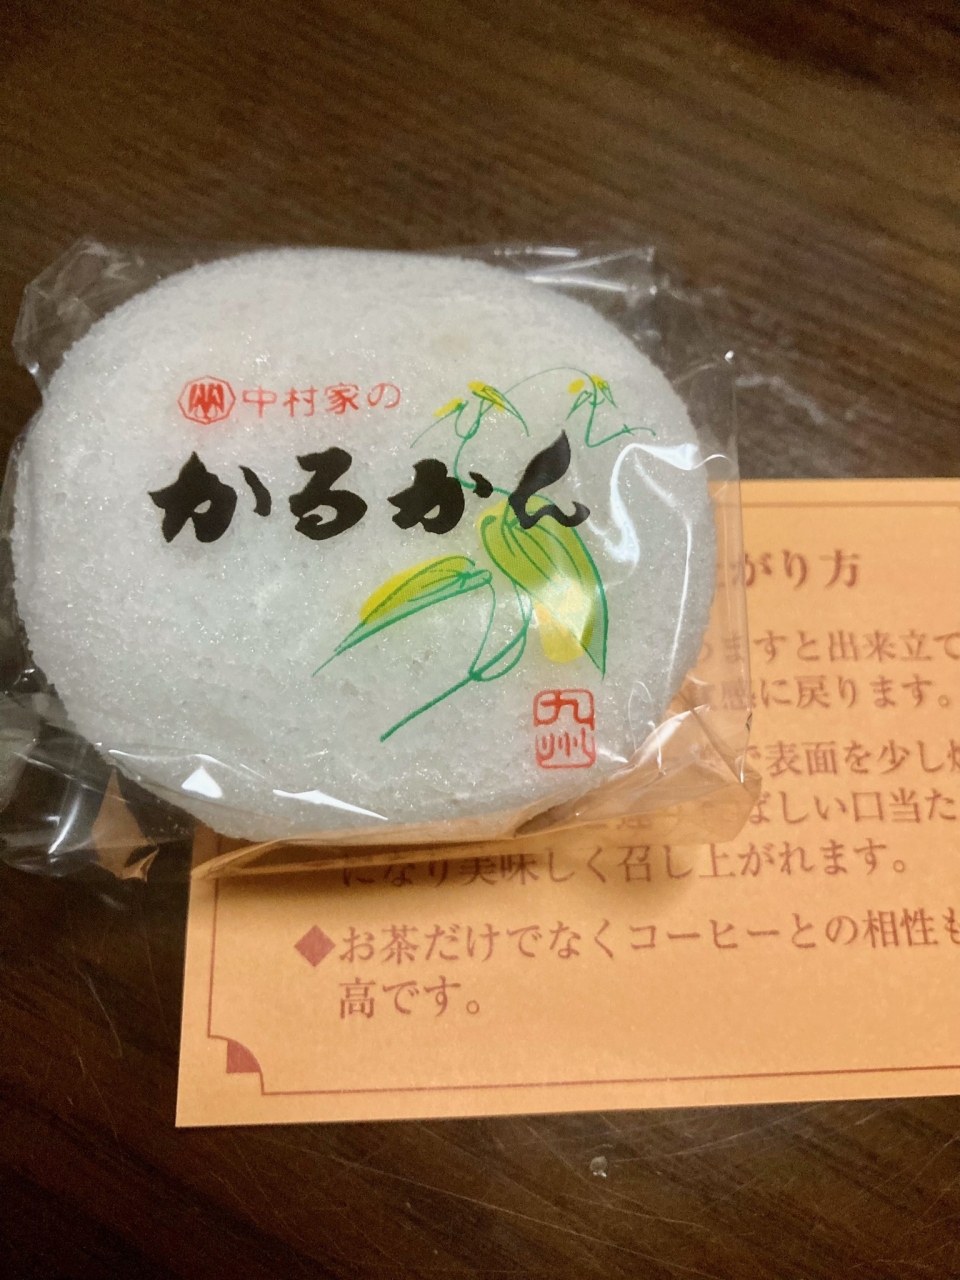 中村家の
かるかん
九州
がり方
ますと出来立て
感に戻ります。
で表面を少し
ばしい口当た
になり美味しく召し上がれます。
◆お茶だけでなくコーヒーとの相性も
高です。